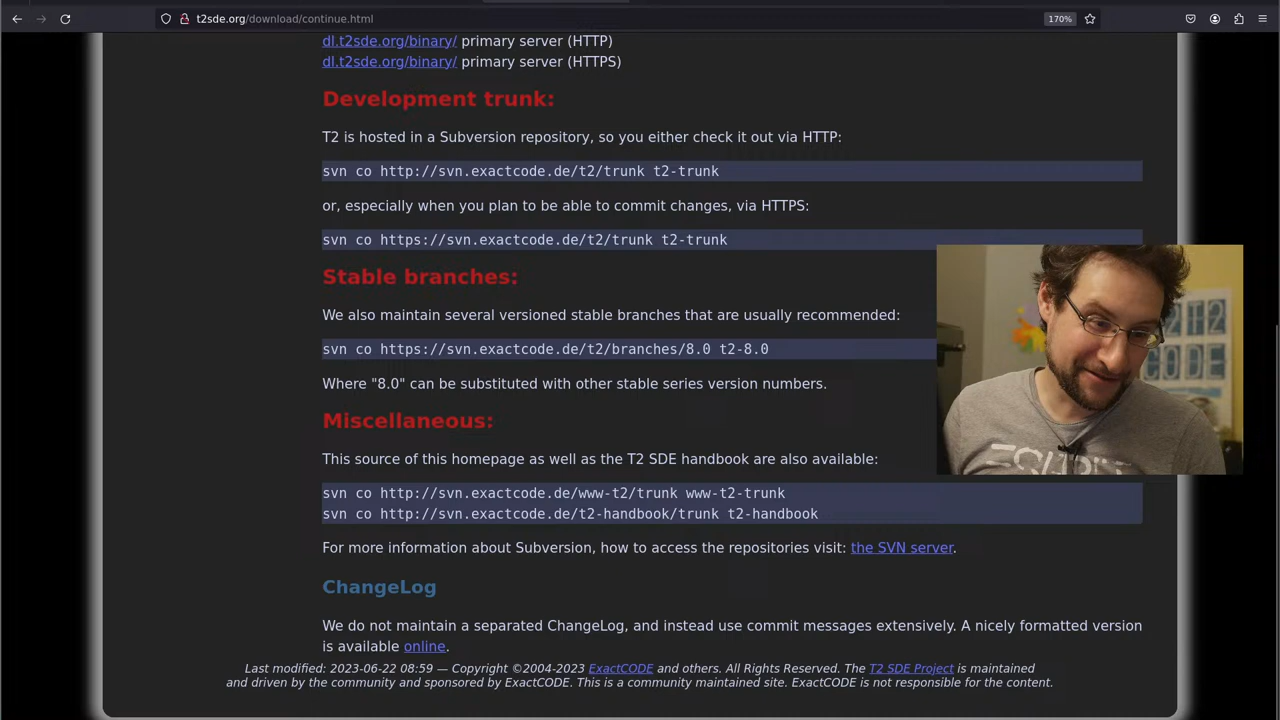 t2sde.org/download/continue.html
170%
dl.t2sde.org/binary/ primary server (HTTP)
dl.t2sde.org/binary/ primary server (HTTPS)
Development trunk:
T2 is hosted in a Subversion repository, so you either check it out via HTTP:
svn co http://svn.exactcode.de/t2/trunk t2-trunk
or, especially when you plan to be able to commit changes, via HTTPS:
svn co https://svn.exactcode.de/t2/trunk t2-trunk
Stable branches:
We also maintain several versioned stable branches that are usually recommended:
svn co https://svn.exactcode.de/t2/branches/8.0 t2-8.0
Where "8.0" can be substituted with other stable series version numbers.
Miscellaneous:
This source of this homepage as well as the T2 SDE handbook are also available:
svn co http://svn.exactcode.de/www-t2/trunk www-t2-trunk
svn co http://svn.exactcode.de/t2-handbook/trunk t2-handbook
For more information about Subversion, how to access the repositories visit: the SVN server.
ChangeLog
We do not maintain a separated ChangeLog, and instead use commit messages extensively. A nicely formatted version
is available online.
Last modified: 2023-06-22 08:59 — Copyright ©2004-2023 ExactCODE and others. All Rights Reserved. The T2 SDE Project is maintained
and driven by the community and sponsored by ExactCODE. This is a community maintained site. ExactCODE is not responsible for the content.
CODE